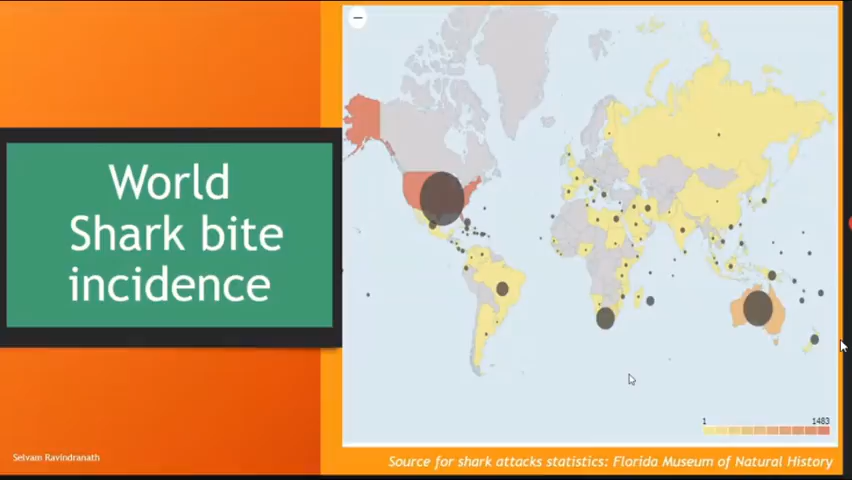 World
Shark bite
incidence
1 1483
Selvam Ravindranath
Source for shark attacks statistics: Florida Museum of Natural History